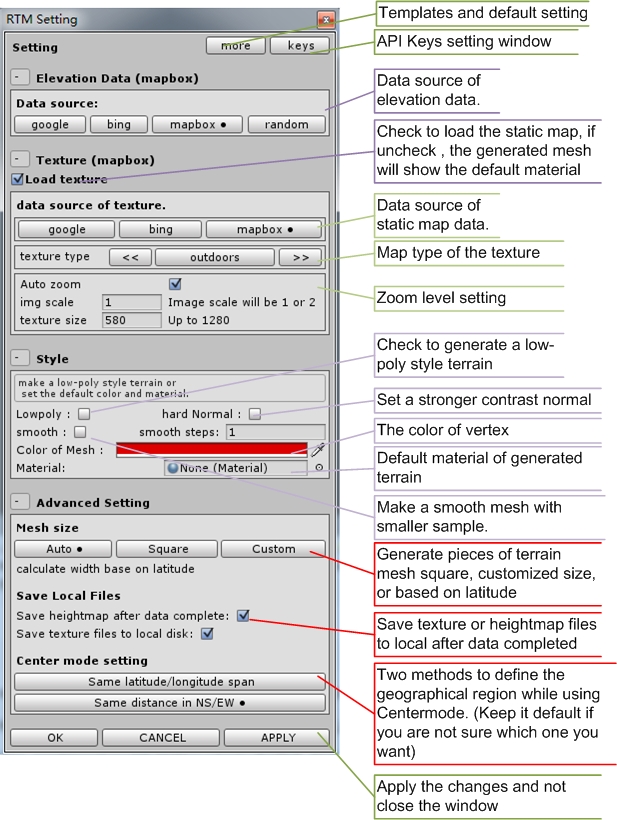 RTM Setting
x
Setting
more
keys
Templates and default setting
API Keys setting window
- Elevation Data (mapbox)
Data source:
google bing mapbox ● random
Data source of
elevation data.
- Texture (mapbox)
Load texture
Check to load the static map, if
uncheck , the generated mesh
will show the default material
data source of texture.
google bing mapbox ●
Data source of
static map data.
texture type << outdoors >>
Map type of the texture
Auto zoom
img scale 1 Image scale will be 1 or 2
texture size 580 Up to 1280
Zoom level setting
- Style
make a low-poly style terrain or
set the default color and material.
Check to generate a low-
poly style terrain
Lowpoly : hard Normal :
Set a stronger contrast normal
smooth : smooth steps: 1
Color of Mesh :
The color of vertex
Material: None (Material)
Default material of generated
terrain
Make a smooth mesh with
smaller sample.
- Advanced Setting
Mesh size
Auto ● Square Custom
calculate width base on latitude
Generate pieces of terrain
mesh square, customized size,
or based on latitude
Save Local Files
Save heightmap after data complete:
Save texture files to local disk:
Save texture or heightmap files
to local after data completed
Center mode setting
Same latitude/longitude span
Same distance in NS/EW ●
Two methods to define the
geographical region while using
Centermode. (Keep it default if
you are not sure which one you
want)
OK CANCEL APPLY
Apply the changes and not
close the window